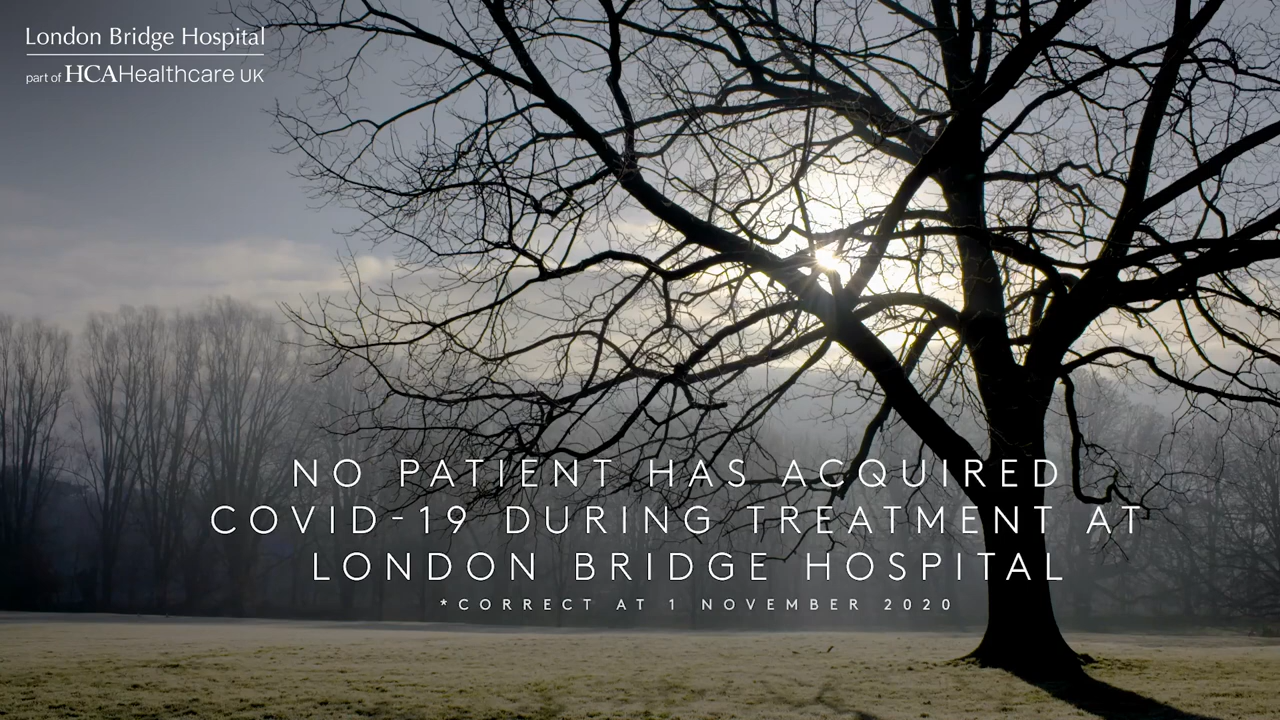 London Bridge Hospital
part of HCAHealthcare UK
NO PATIENT HAS ACQUIRED
COVID-19 DURING TREATMENT AT
LONDON BRIDGE HOSPITAL
*CORRECT AT 1 NOVEMBER 2020